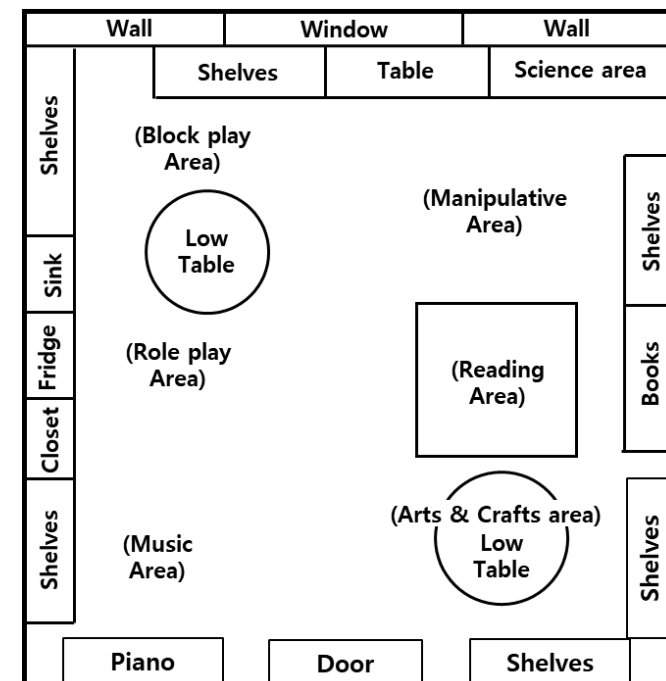 Wall
Window
Wall
Shelves
Table
Science area
Shelves
(Block play
Area)
(Manipulative
Area)
Shelves
Low
Table
Sink
Fridge
(Role play
Area)
(Reading
Area)
Books
Closet
Shelves
(Music
Area)
(Arts & Crafts area)
Low
Table
Shelves
Piano
Door
Shelves